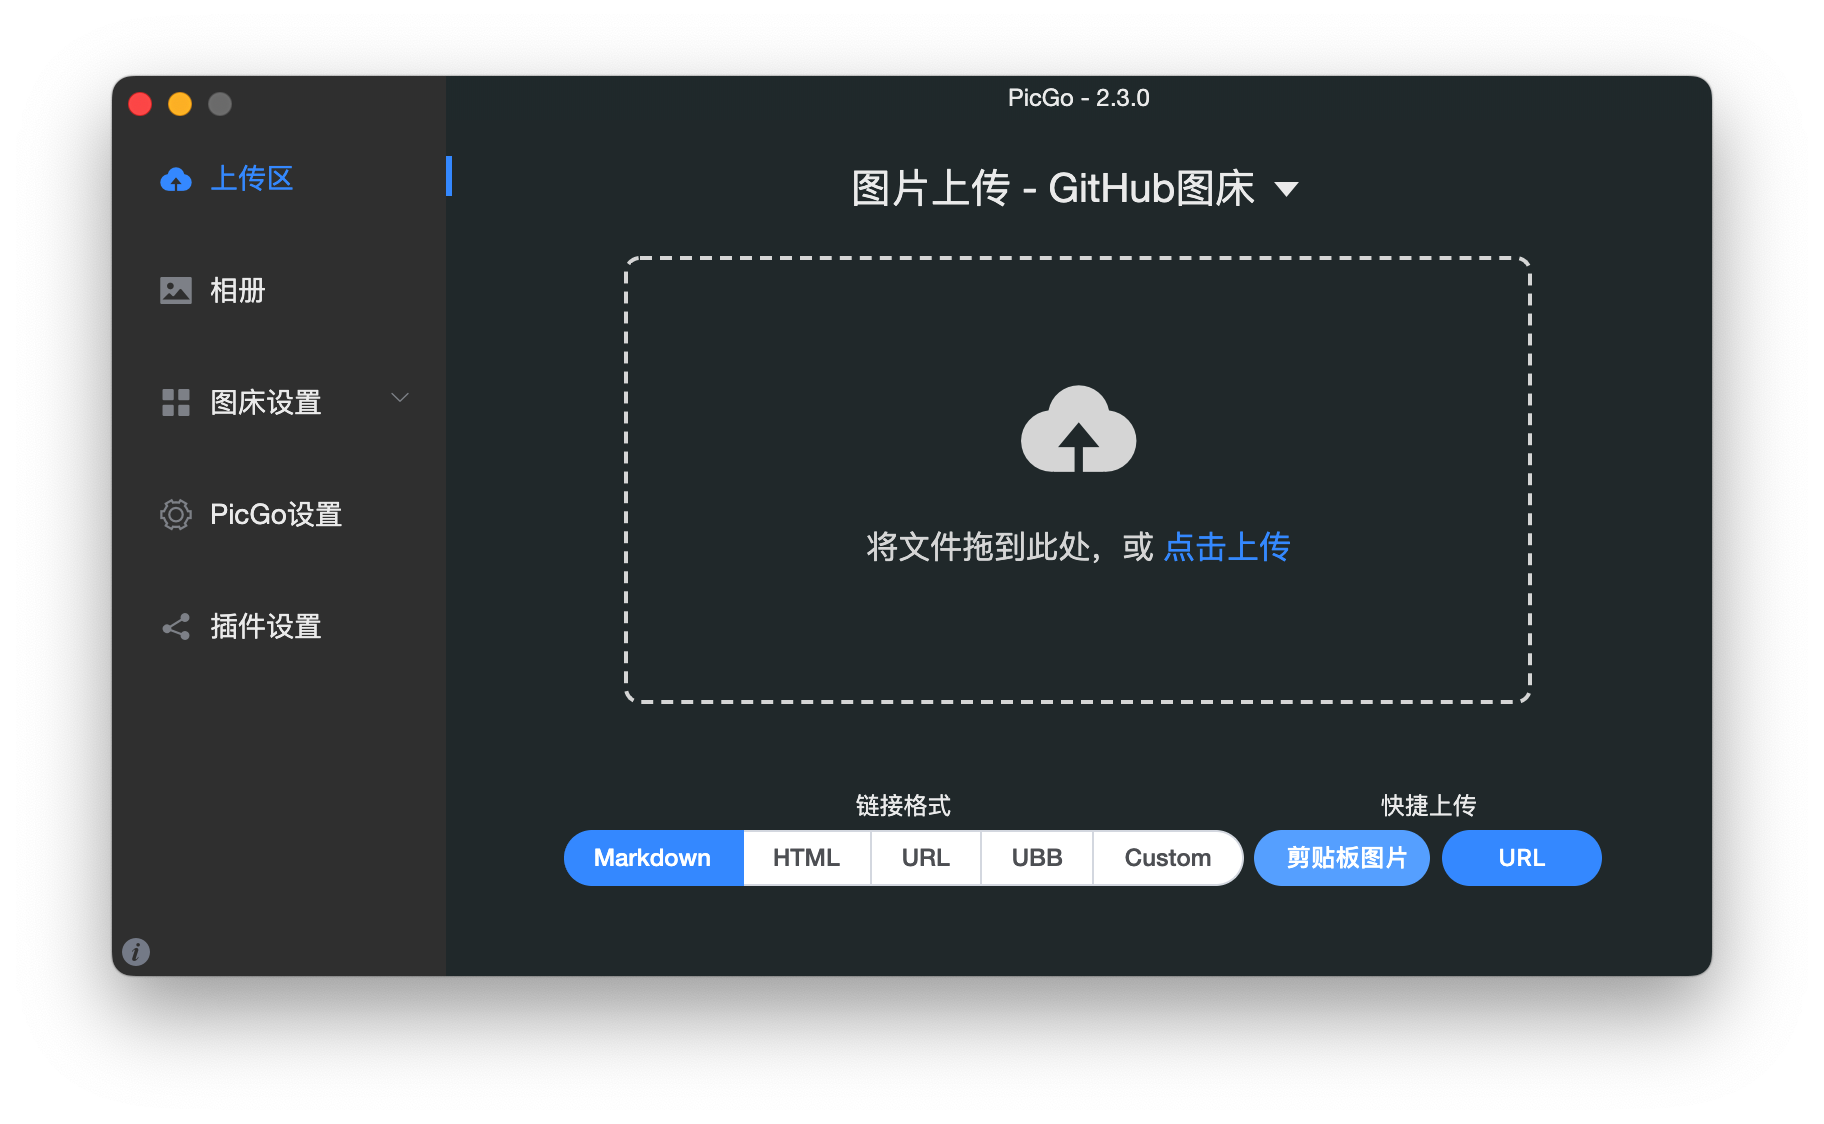 PicGo - 2.3.0
上传区
相册
图床设置
PicGo设置
插件设置
图片上传 - GitHub图床
将文件拖到此处，或 点击上传
链接格式
Markdown HTML URL UBB Custom
快捷上传
剪贴板图片 URL
i